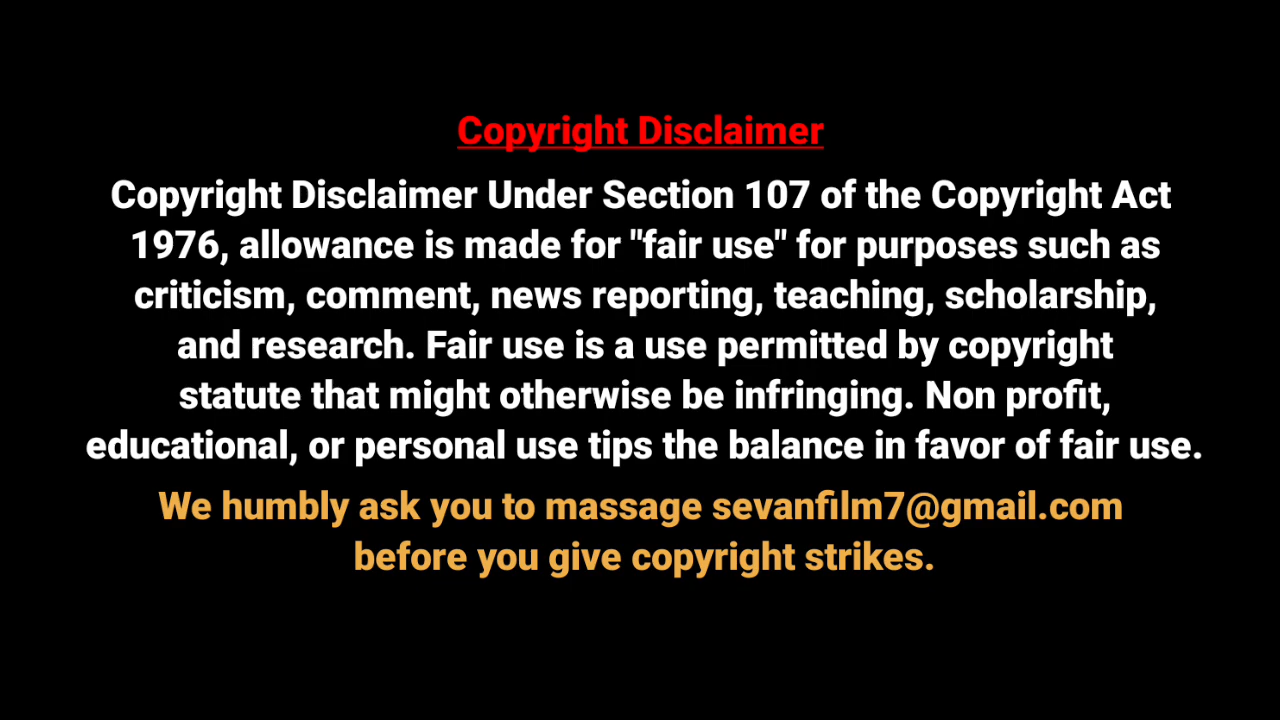 Copyright Disclaimer
Copyright Disclaimer Under Section 107 of the Copyright Act
1976, allowance is made for "fair use" for purposes such as
criticism, comment, news reporting, teaching, scholarship,
and research. Fair use is a use permitted by copyright
statute that might otherwise be infringing. Non profit,
educational, or personal use tips the balance in favor of fair use.
We humbly ask you to massage sevanfilm7@gmail.com
before you give copyright strikes.